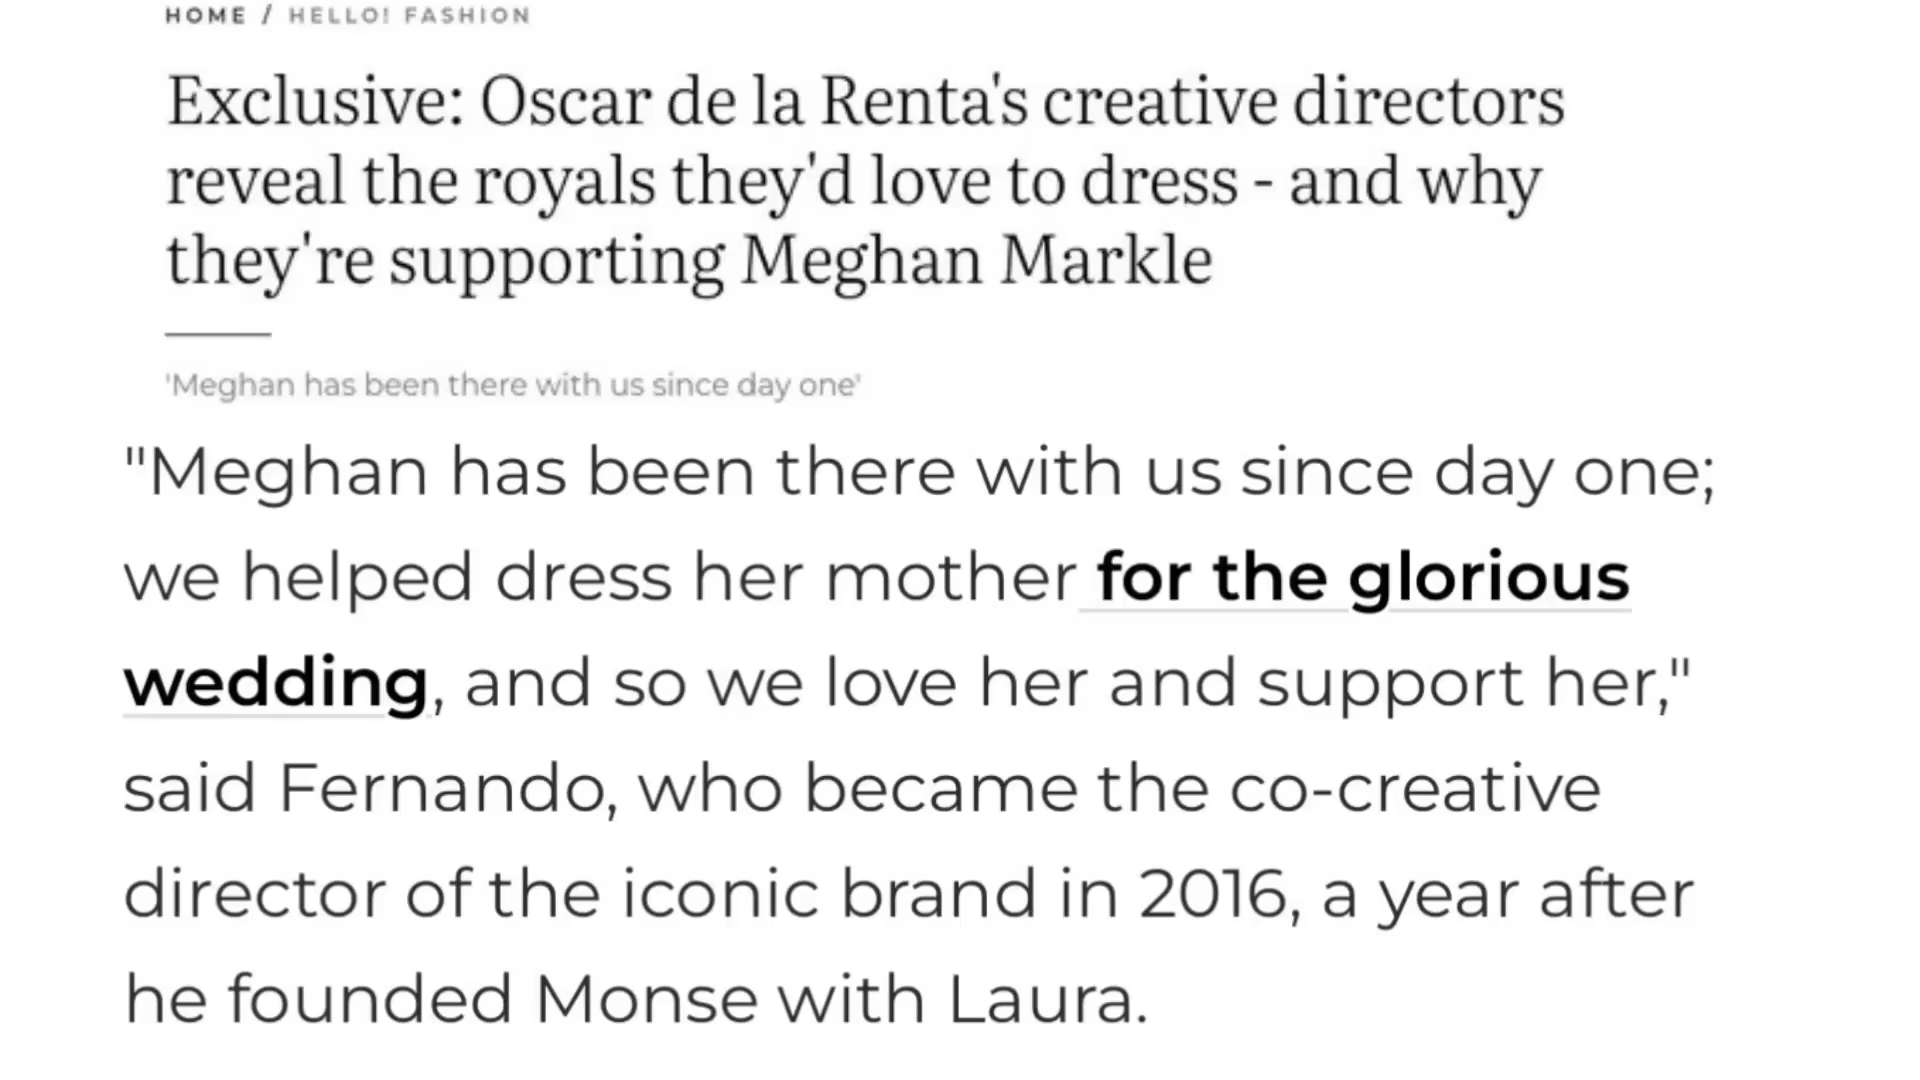 HOME / HELLO! FASHION
Exclusive: Oscar de la Renta's creative directors
reveal the royals they'd love to dress - and why
they're supporting Meghan Markle
'Meghan has been there with us since day one'
"Meghan has been there with us since day one;
we helped dress her mother for the glorious
wedding, and so we love her and support her,"
said Fernando, who became the co-creative
director of the iconic brand in 2016, a year after
he founded Monse with Laura.